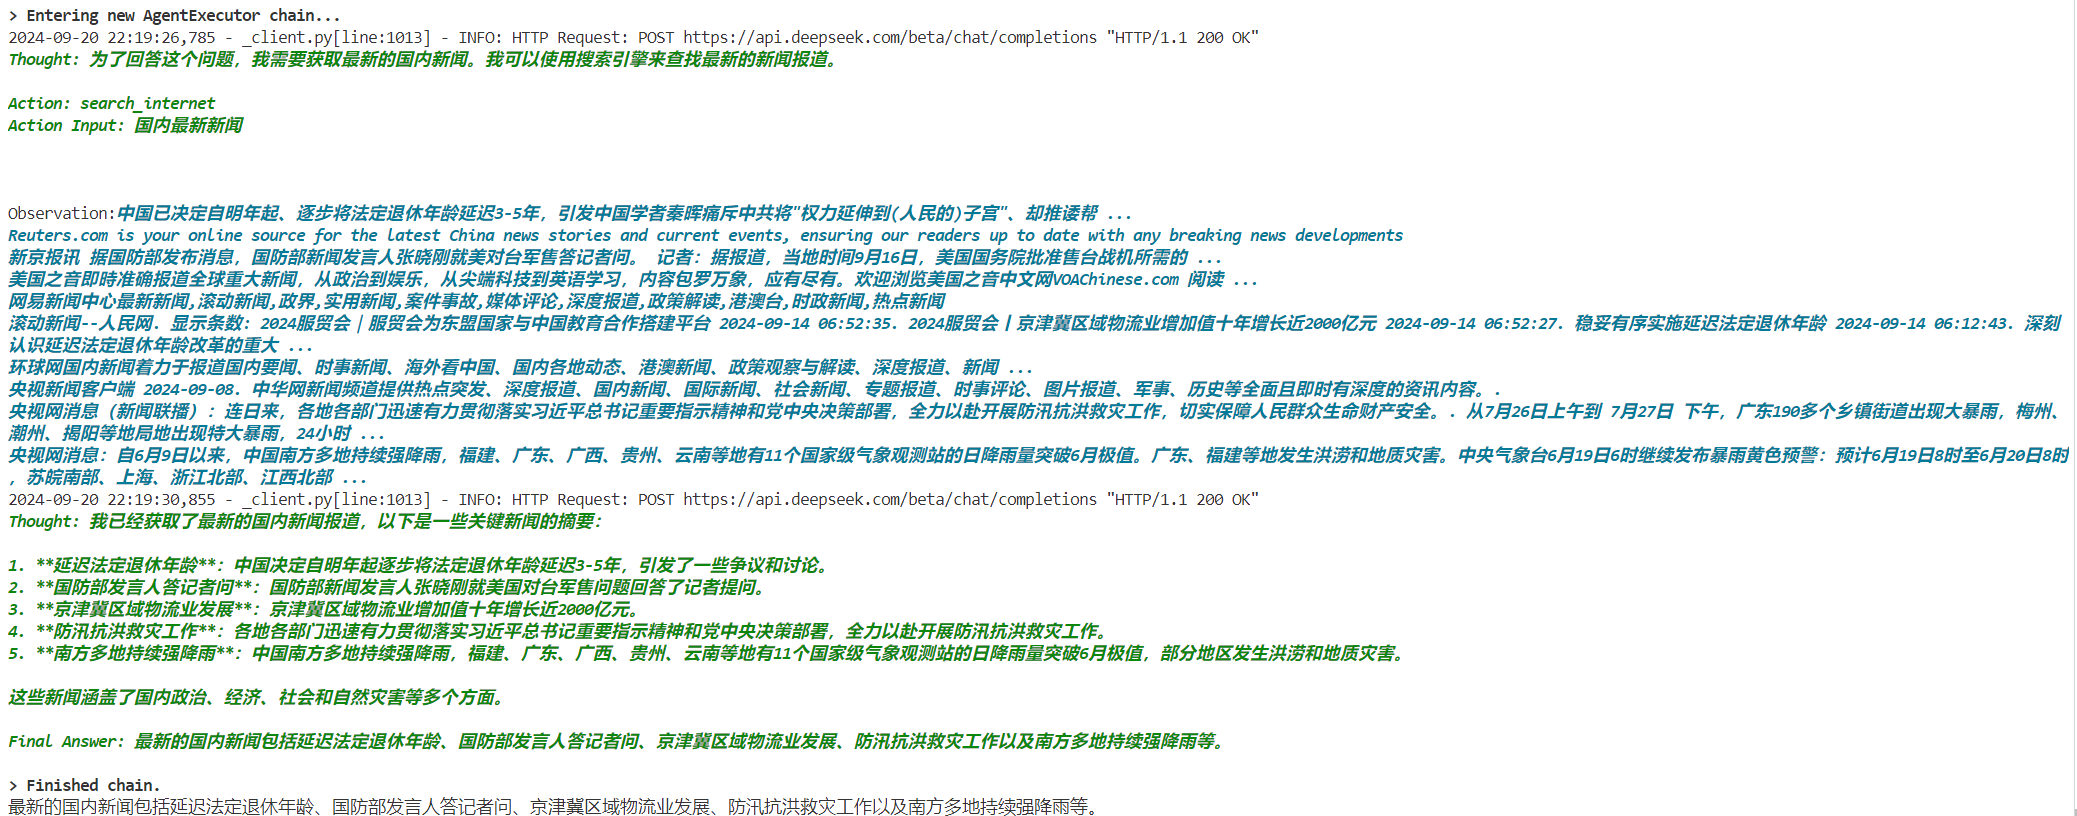 > Entering new AgentExecutor chain...
2024-09-20 22:19:26,785 - _client.py[line:1013] - INFO: HTTP Request: POST https://api.deepseek.com/beta/chat/completions "HTTP/1.1 200 OK"
Thought: 为了回答这个问题，我需要获取最新的国内新闻。我可以使用搜索引擎来查找最新的新闻报道。
Action: search_internet
Action Input: 国内最新新闻
Observation:中国已决定自明年起、逐步将法定退休年龄延迟3-5年，引发中国学者秦晖痛斥中共将"权力延伸到(人民的)子宫"、却推诿帮 ...
Reuters.com is your online source for the latest China news stories and current events, ensuring our readers up to date with any breaking news developments
新京报讯 据国防部发布消息，国防部新闻发言人张晓刚就美对台军售答记者问。 记者：据报道，当地时间9月16日，美国国务院批准售台战机所需的 ...
美国之音即時准确报道全球重大新闻，从政治到娱乐，从尖端科技到英语学习，内容包罗万象，应有尽有。欢迎浏览美国之音中文网VOAChinese.com 阅读 ...
网易新闻中心最新新闻,滚动新闻,政界,实用新闻,案件事故,媒体评论,深度报道,政策解读,港澳台,时政新闻,热点新闻
滚动新闻--人民网. 显示条数：2024服贸会｜服贸会为东盟国家与中国教育合作搭建平台 2024-09-14 06:52:35. 2024服贸会丨京津冀区域物流业增加值十年增长近2000亿元 2024-09-14 06:52:27. 稳妥有序实施延迟法定退休年龄 2024-09-14 06:12:43. 深刻
认识延迟法定退休年龄改革的重大 ...
环球网国内新闻着力于报道国内要闻、时事新闻、海外看中国、国内各地动态、港澳新闻、政策观察与解读、深度报道、新闻 ...
央视新闻客户端 2024-09-08. 中华网新闻频道提供热点突发、深度报道、国内新闻、国际新闻、社会新闻、专题报道、时事评论、图片报道、军事、历史等全面且即时有深度的资讯内容。.
央视网消息（新闻联播）：连日来，各地各部门迅速有力贯彻落实习近平总书记重要指示精神和党中央决策部署，全力以赴开展防汛抗洪救灾工作，切实保障人民群众生命财产安全。. 从7月26日上午到 7月27日 下午，广东190多个乡镇街道出现大暴雨，梅州、
潮州、揭阳等地局地出现特大暴雨，24小时 ...
央视网消息：自6月9日以来，中国南方多地持续强降雨，福建、广东、广西、贵州、云南等地有11个国家级气象观测站的日降雨量突破6月极值。广东、福建等地发生洪涝和地质灾害。中央气象台6月19日6时继续发布暴雨黄色预警：预计6月19日8时至6月20日8时
，苏皖南部、上海、浙江北部、江西北部 ...
2024-09-20 22:19:30,855 - _client.py[line:1013] - INFO: HTTP Request: POST https://api.deepseek.com/beta/chat/completions "HTTP/1.1 200 OK"
Thought: 我已经获取了最新的国内新闻报道，以下是一些关键新闻的摘要：
1. **延迟法定退休年龄**：中国决定自明年起逐步将法定退休年龄延迟3-5年，引发了一些争议和讨论。
2. **国防部发言人答记者问**：国防部新闻发言人张晓刚就美国对台军售问题回答了记者提问。
3. **京津冀区域物流业发展**：京津冀区域物流业增加值十年增长近2000亿元。
4. **防汛抗洪救灾工作**：各地各部门迅速有力贯彻落实习近平总书记重要指示精神和党中央决策部署，全力以赴开展防汛抗洪救灾工作。
5. **南方多地持续强降雨**：中国南方多地持续强降雨，福建、广东、广西、贵州、云南等地有11个国家级气象观测站的日降雨量突破6月极值，部分地区发生洪涝和地质灾害。
这些新闻涵盖了国内政治、经济、社会和自然灾害等多个方面。
Final Answer: 最新的国内新闻包括延迟法定退休年龄、国防部发言人答记者问、京津冀区域物流业发展、防汛抗洪救灾工作以及南方多地持续强降雨等。
> Finished chain.
最新的国内新闻包括延迟法定退休年龄、国防部发言人答记者问、京津冀区域物流业发展、防汛抗洪救灾工作以及南方多地持续强降雨等。